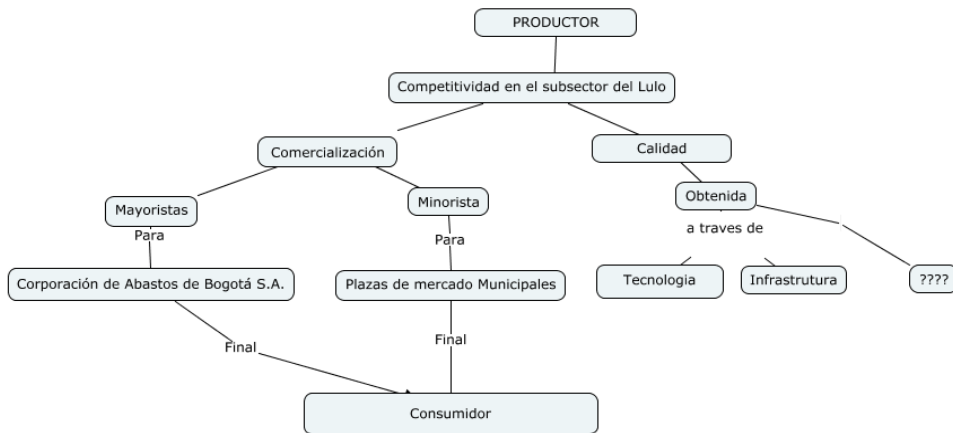 PRODUCTOR
Competitividad en el subsector del Lulo
Comercialización
Calidad
Mayoristas
Minorista
Obtenida
Para
Para
a traves de
Corporación de Abastos de Bogotá S.A.
Plazas de mercado Municipales
Tecnologia
Infrastrutura
????
Final
Final
Consumidor